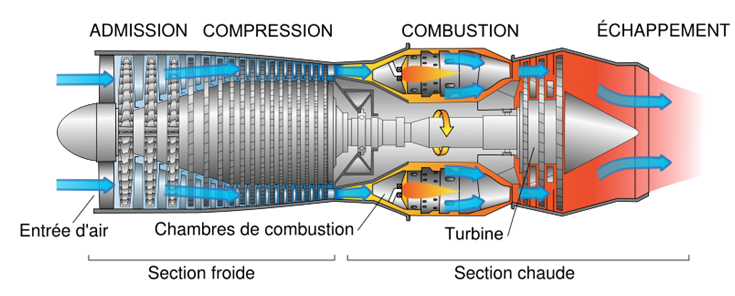 ADMISSION COMPRESSION COMBUSTION ÉCHAPPEMENT
Entrée d'air
Chambres de combustion
Turbine
Section froide
Section chaude